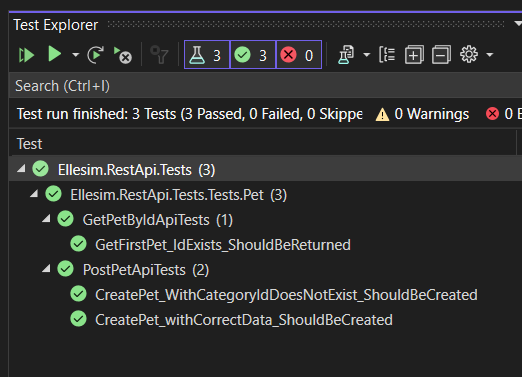 Test Explorer
3 3 0
Search (Ctrl+I)
Test run finished: 3 Tests (3 Passed, 0 Failed, 0 Skippe 0 Warnings 0 E
Test
Ellesim.RestApi.Tests (3)
Ellesim.RestApi.Tests.Tests.Pet (3)
GetPetByIdApiTests (1)
GetFirstPet_IdExists_ShouldBeReturned
PostPetApiTests (2)
CreatePet_WithCategoryIdDoesNotExist_ShouldBeCreated
CreatePet_withCorrectData_ShouldBeCreated